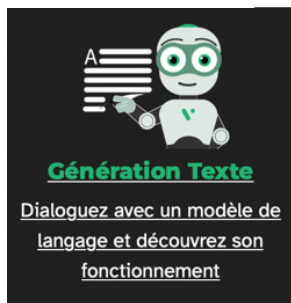 A
Génération Texte
Dialoguez avec un modèle de
langage et découvrez son
fonctionnement